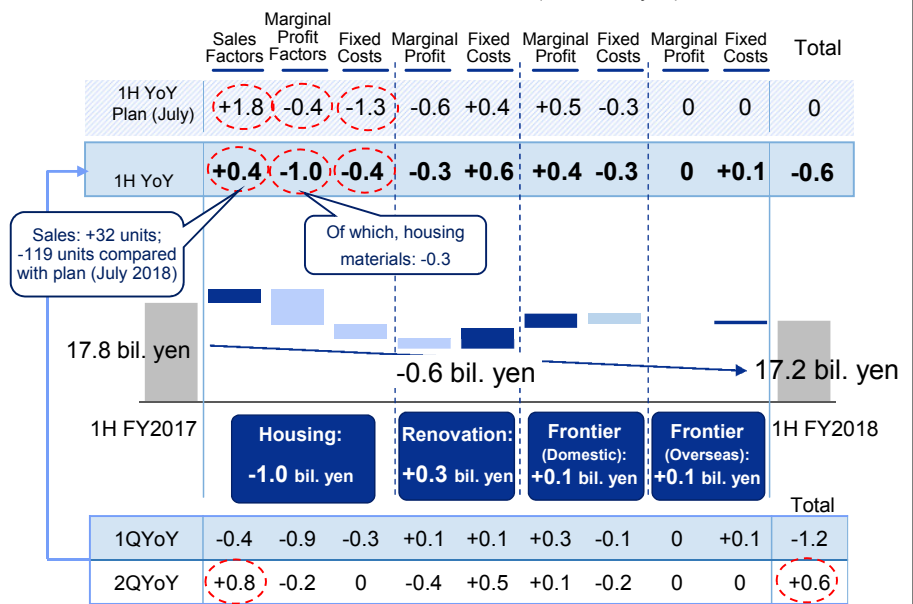 Sales Factors
Marginal Profit Factors
Fixed Costs
Marginal Profit
Fixed Costs
Marginal Profit
Fixed Costs
Marginal Profit
Fixed Costs
Total
1H YoY Plan (July)
+1.8 -0.4 -1.3 -0.6 +0.4 +0.5 -0.3 0 0 0
1H YoY
+0.4 -1.0 -0.4 -0.3 +0.6 +0.4 -0.3 0 +0.1 -0.6
Sales: +32 units;
-119 units compared
with plan (July 2018)
Of which, housing
materials: -0.3
17.8 bil. yen
-0.6 bil. yen
17.2 bil. yen
1H FY2017
Housing:
-1.0 bil. yen
Renovation:
+0.3 bil. yen
Frontier
(Domestic):
+0.1 bil. yen
Frontier
(Overseas):
+0.1 bil. yen
1H FY2018
Total
1QYoY -0.4 -0.9 -0.3 +0.1 +0.1 +0.3 -0.1 0 +0.1 -1.2
2QYoY +0.8 -0.2 0 -0.4 +0.5 +0.1 -0.2 0 0 +0.6